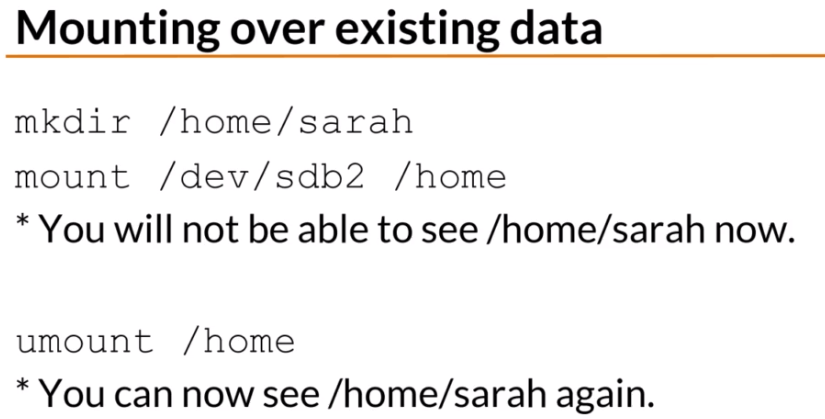 Mounting over existing data
mkdir /home/sarah
mount /dev/sdb2 /home
* You will not be able to see /home/sarah now.
umount /home
* You can now see /home/sarah again.